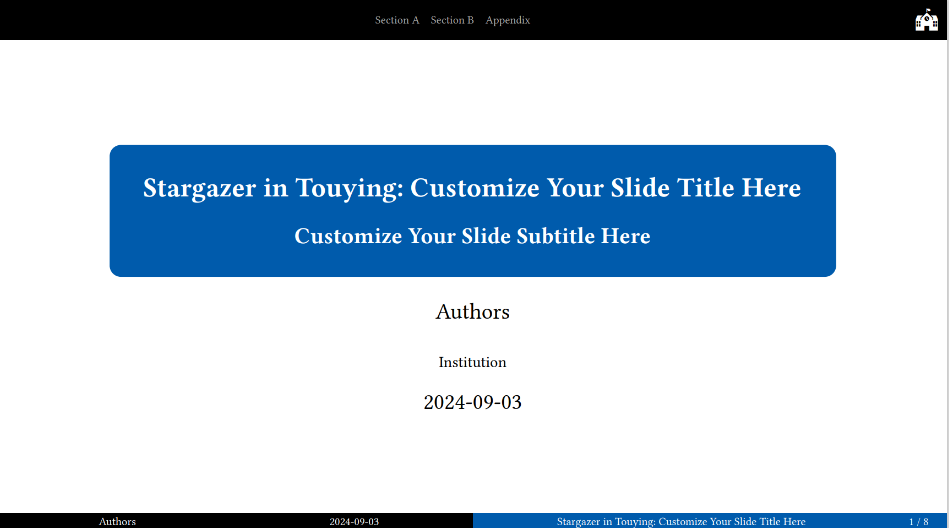 Section A Section B Appendix
Stargazer in Touying: Customize Your Slide Title Here
Customize Your Slide Subtitle Here
Authors
Institution
2024-09-03
Authors 2024-09-03 Stargazer in Touying: Customize Your Slide Title Here 1 / 8